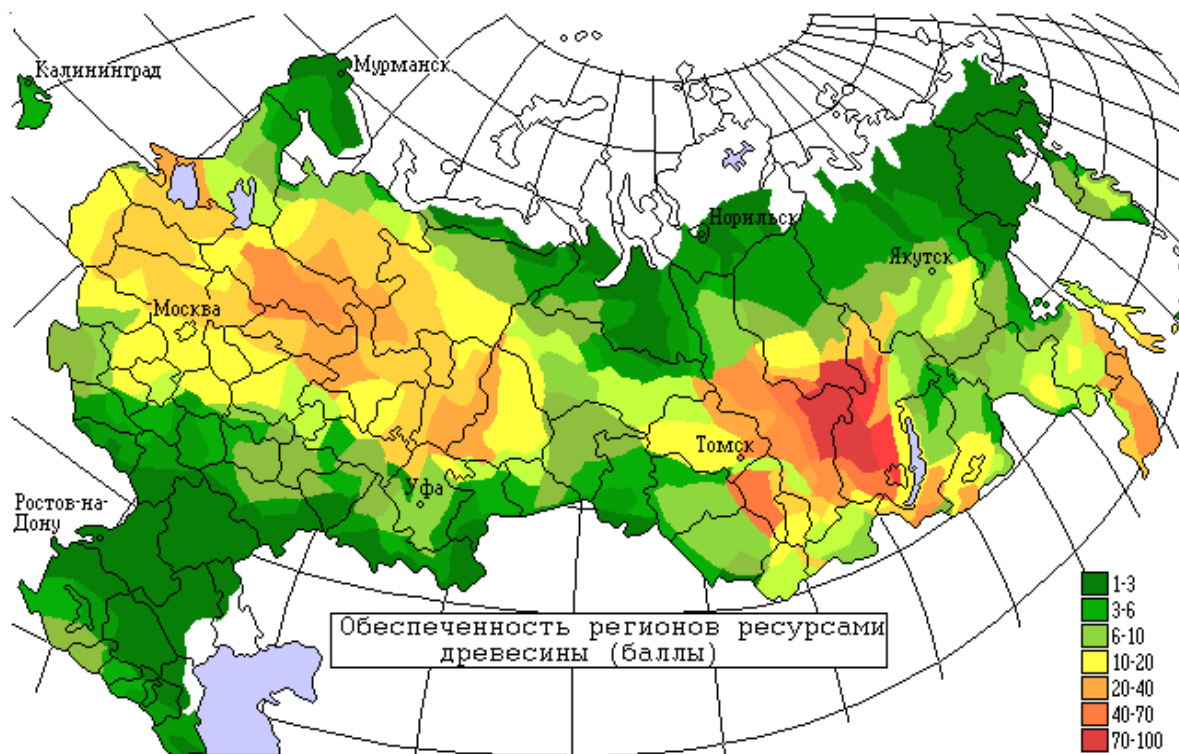 Калининград
Мурманск
Норильск
Якутск
Москва
Томск
Уфа
Ростов-на-
Дону
Обеспеченность регионов ресурсами
древесины (баллы)
1-3
3-6
6-10
10-20
20-40
40-70
70-100